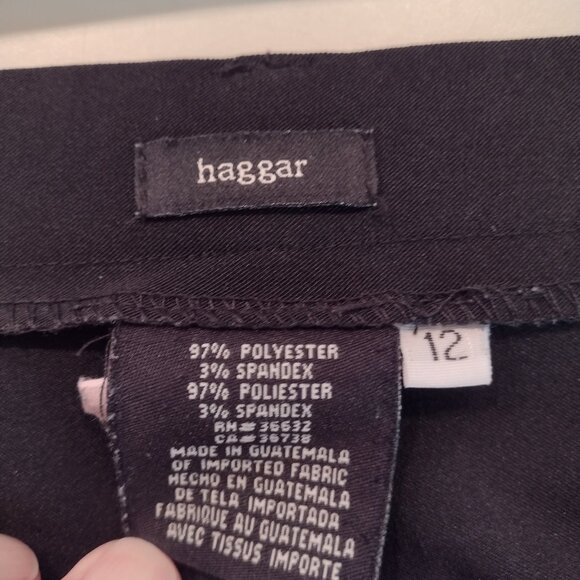 haggar
12
97% POLYESTER
3% SPANDEX
97% POLIESTER
3% SPANDEX
RN#36632
CA#36738
MADE IN GUATEMALA
OF IMPORTED FABRIC
HECHO EN GUATEMALA
DE TELA IMPORTADA
FABRIQUE AU GUATEMALA
AVEC TISSUS IMPORTE